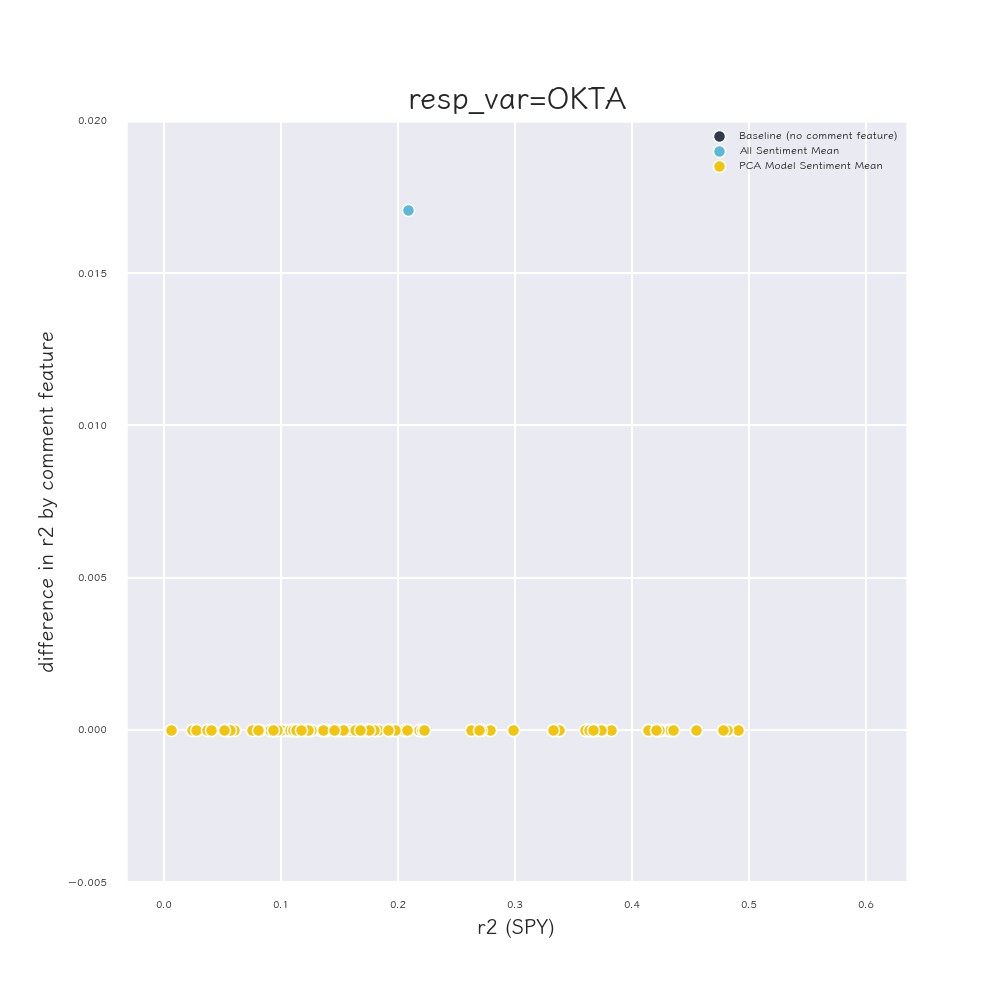 resp_var=OKTA
Baseline (no comment feature)
All Sentiment Mean
PCA Model Sentiment Mean
0.020
0.015
0.010
0.005
0.000
−0.005
difference in r2 by comment feature
0.0 0.1 0.2 0.3 0.4 0.5 0.6
r2 (SPY)